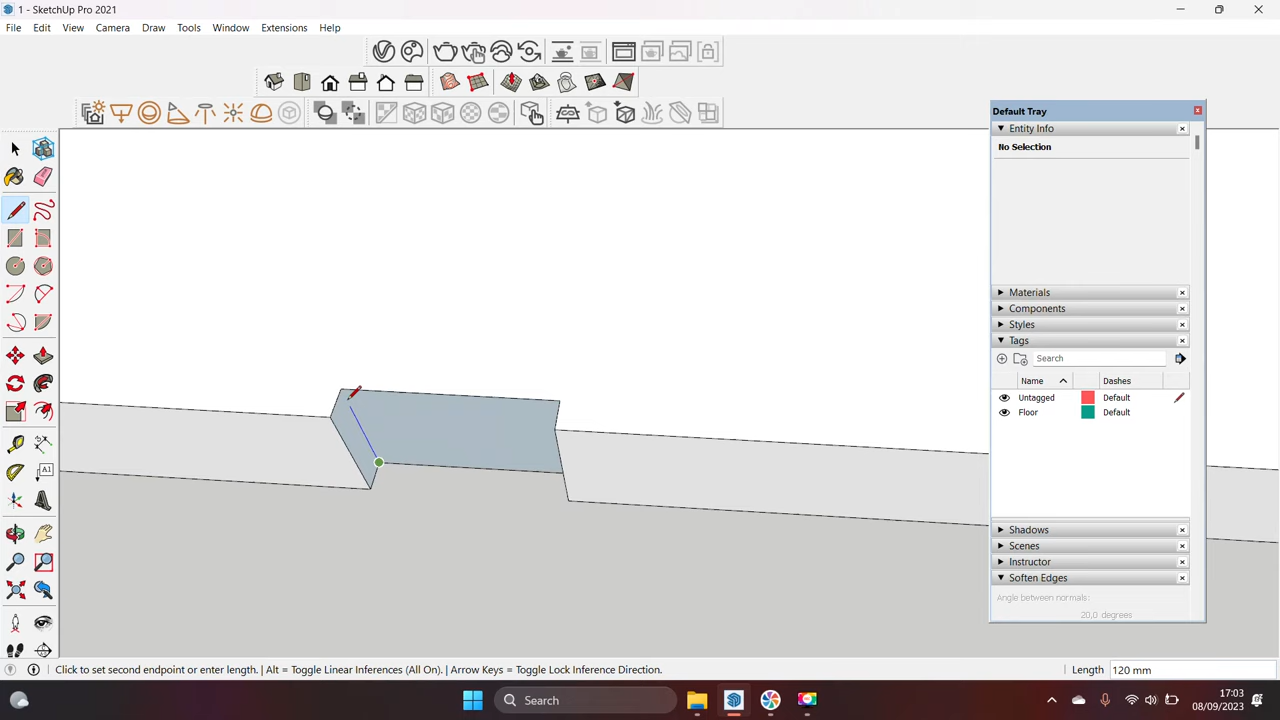 1 - SketchUp Pro 2021
File Edit View Camera Draw Tools Window Extensions Help
Default Tray
Entity Info
No Selection
Materials
Components
Styles
Tags
Search
Name Dashes
Untagged Default
Floor Default
Shadows
Scenes
Instructor
Soften Edges
Angle between normals:
20,0 degrees
A1
Click to set second endpoint or enter length. | Alt = Toggle Linear Inferences (All On). | Arrow Keys = Toggle Lock Inference Direction.
Length 120 mm
Search
17:03
08/09/2023